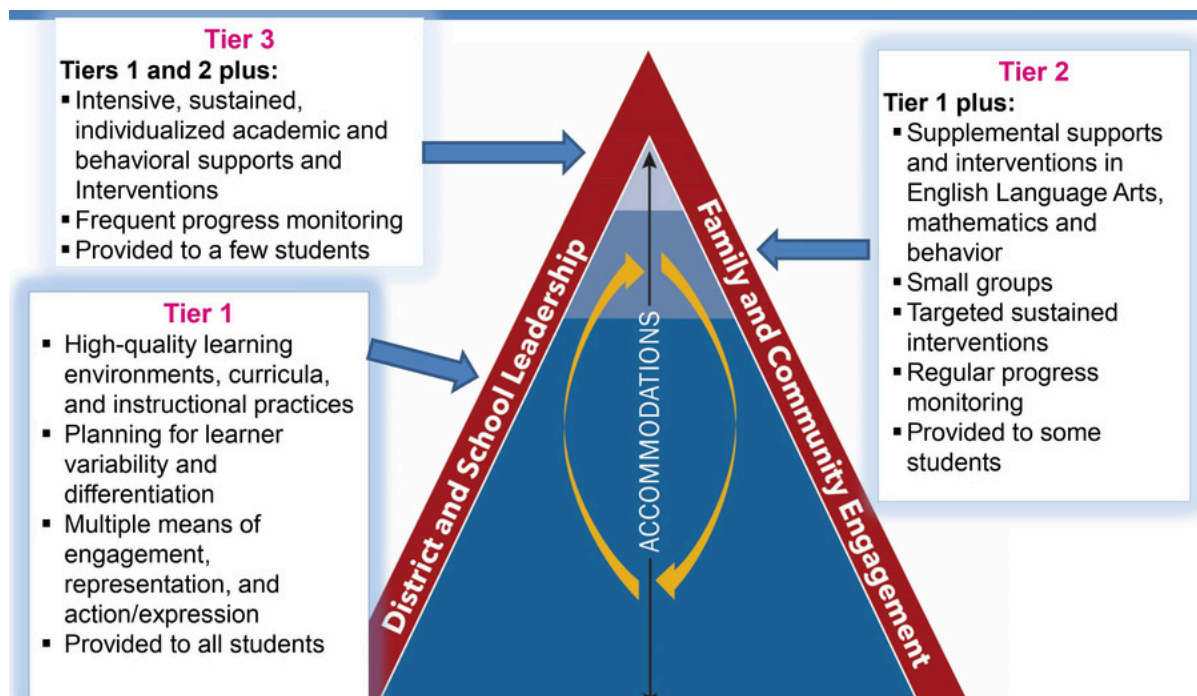 Tier 3
Tiers 1 and 2 plus:
▪ Intensive, sustained,
individualized academic and
behavioral supports and
Interventions
▪ Frequent progress monitoring
▪ Provided to a few students
Tier 1
▪ High-quality learning
environments, curricula,
and instructional practices
▪ Planning for learner
variability and
differentiation
▪ Multiple means of
engagement,
representation, and
action/expression
▪ Provided to all students
District and School Leadership
ACCOMMODATIONS
Family and Community Engagement
Tier 2
Tier 1 plus:
▪ Supplemental supports
and interventions in
English Language Arts,
mathematics and
behavior
▪ Small groups
▪ Targeted sustained
interventions
▪ Regular progress
monitoring
▪ Provided to some
students